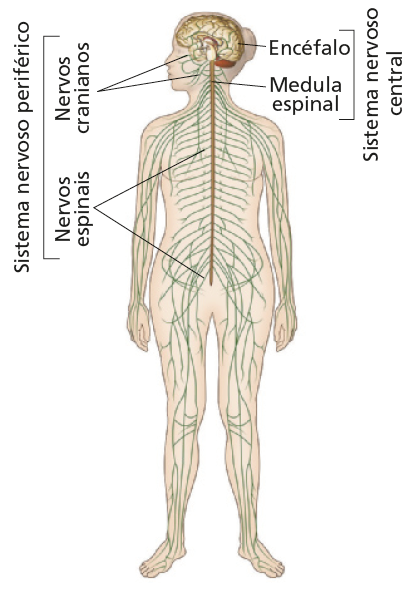 Sistema nervoso periférico
Nervos
cranianos
Nervos
espinais
Encéfalo
Medula
espinal
Sistema nervoso
central